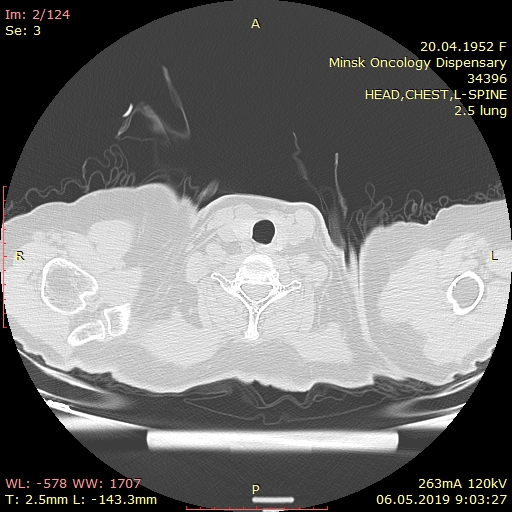 Im: 2/124
Se: 3
A
20.04.1952 F
Minsk Oncology Dispensary
34396
HEAD,CHEST,L-SPINE
2.5 lung
R
L
WL: -578 WW: 1707
T: 2.5mm L: -143.3mm
P
263mA 120kV
06.05.2019 9:03:27